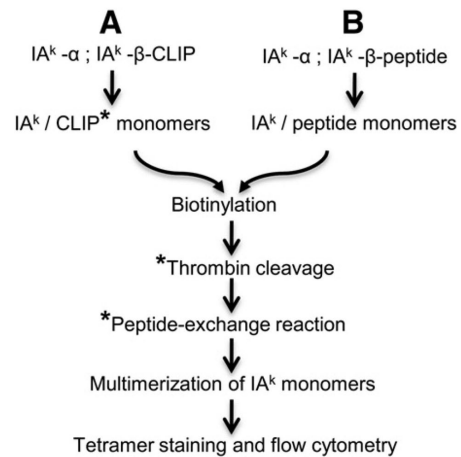 A
B
IAᵏ -α ; IAᵏ -β-CLIP
IAᵏ -α ; IAᵏ -β-peptide
IAᵏ / CLIP* monomers
IAᵏ / peptide monomers
Biotinylation
*Thrombin cleavage
*Peptide-exchange reaction
Multimerization of IAᵏ monomers
Tetramer staining and flow cytometry